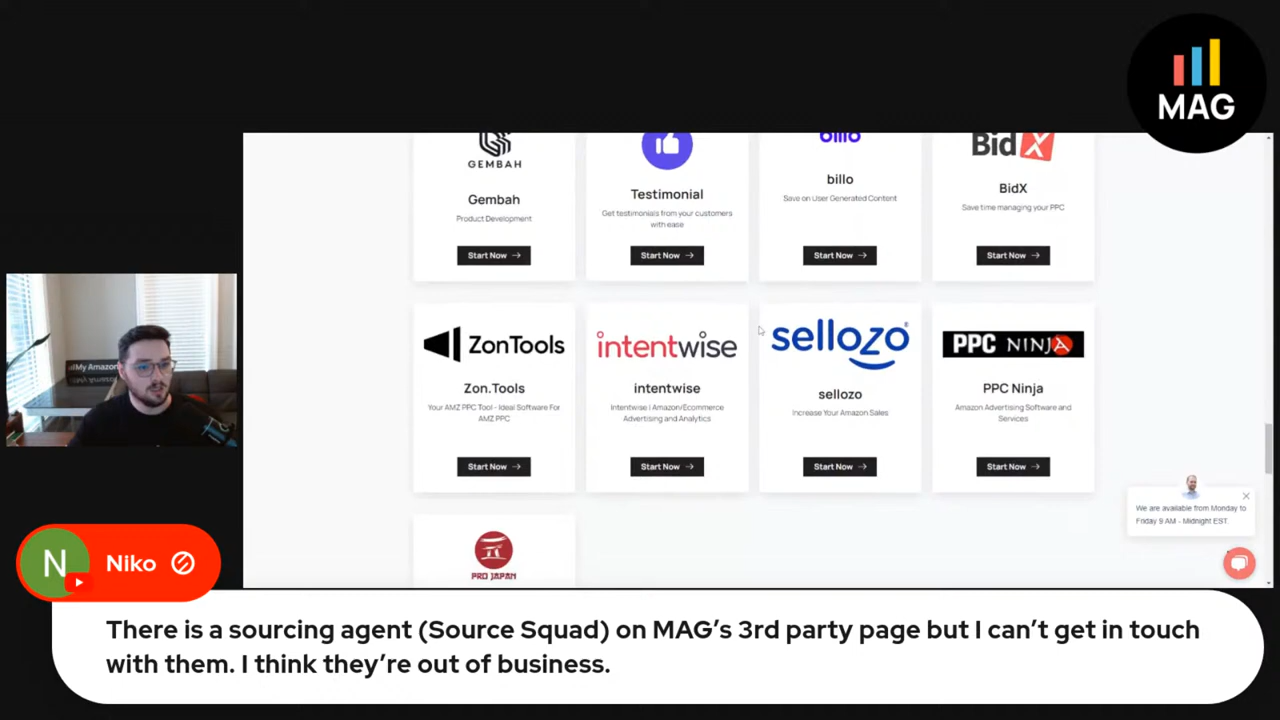 MAG
GEMBAH
billo
BidX
Gembah
Product Development
Start Now
Testimonial
Get testimonials from your customers
with ease
Start Now
billo
Save on User Generated Content
Start Now
BidX
Save time managing your PPC
Start Now
ZonTools
Zon.Tools
Your AMZ PPC Tool - Ideal Software For
AMZ PPC
Start Now
intentwise
intentwise
Intentwise | Amazon/Ecommerce
Advertising and Analytics
Start Now
sellozo®
sellozo
Increase Your Amazon Sales
Start Now
PPC NINJA
PPC Ninja
Amazon Advertising Software and
Services
Start Now
PRO JAPAN
My Amazon
We are available from Monday to
Friday 9 AM - Midnight EST.
N
Niko
There is a sourcing agent (Source Squad) on MAG’s 3rd party page but I can’t get in touch
with them. I think they’re out of business.